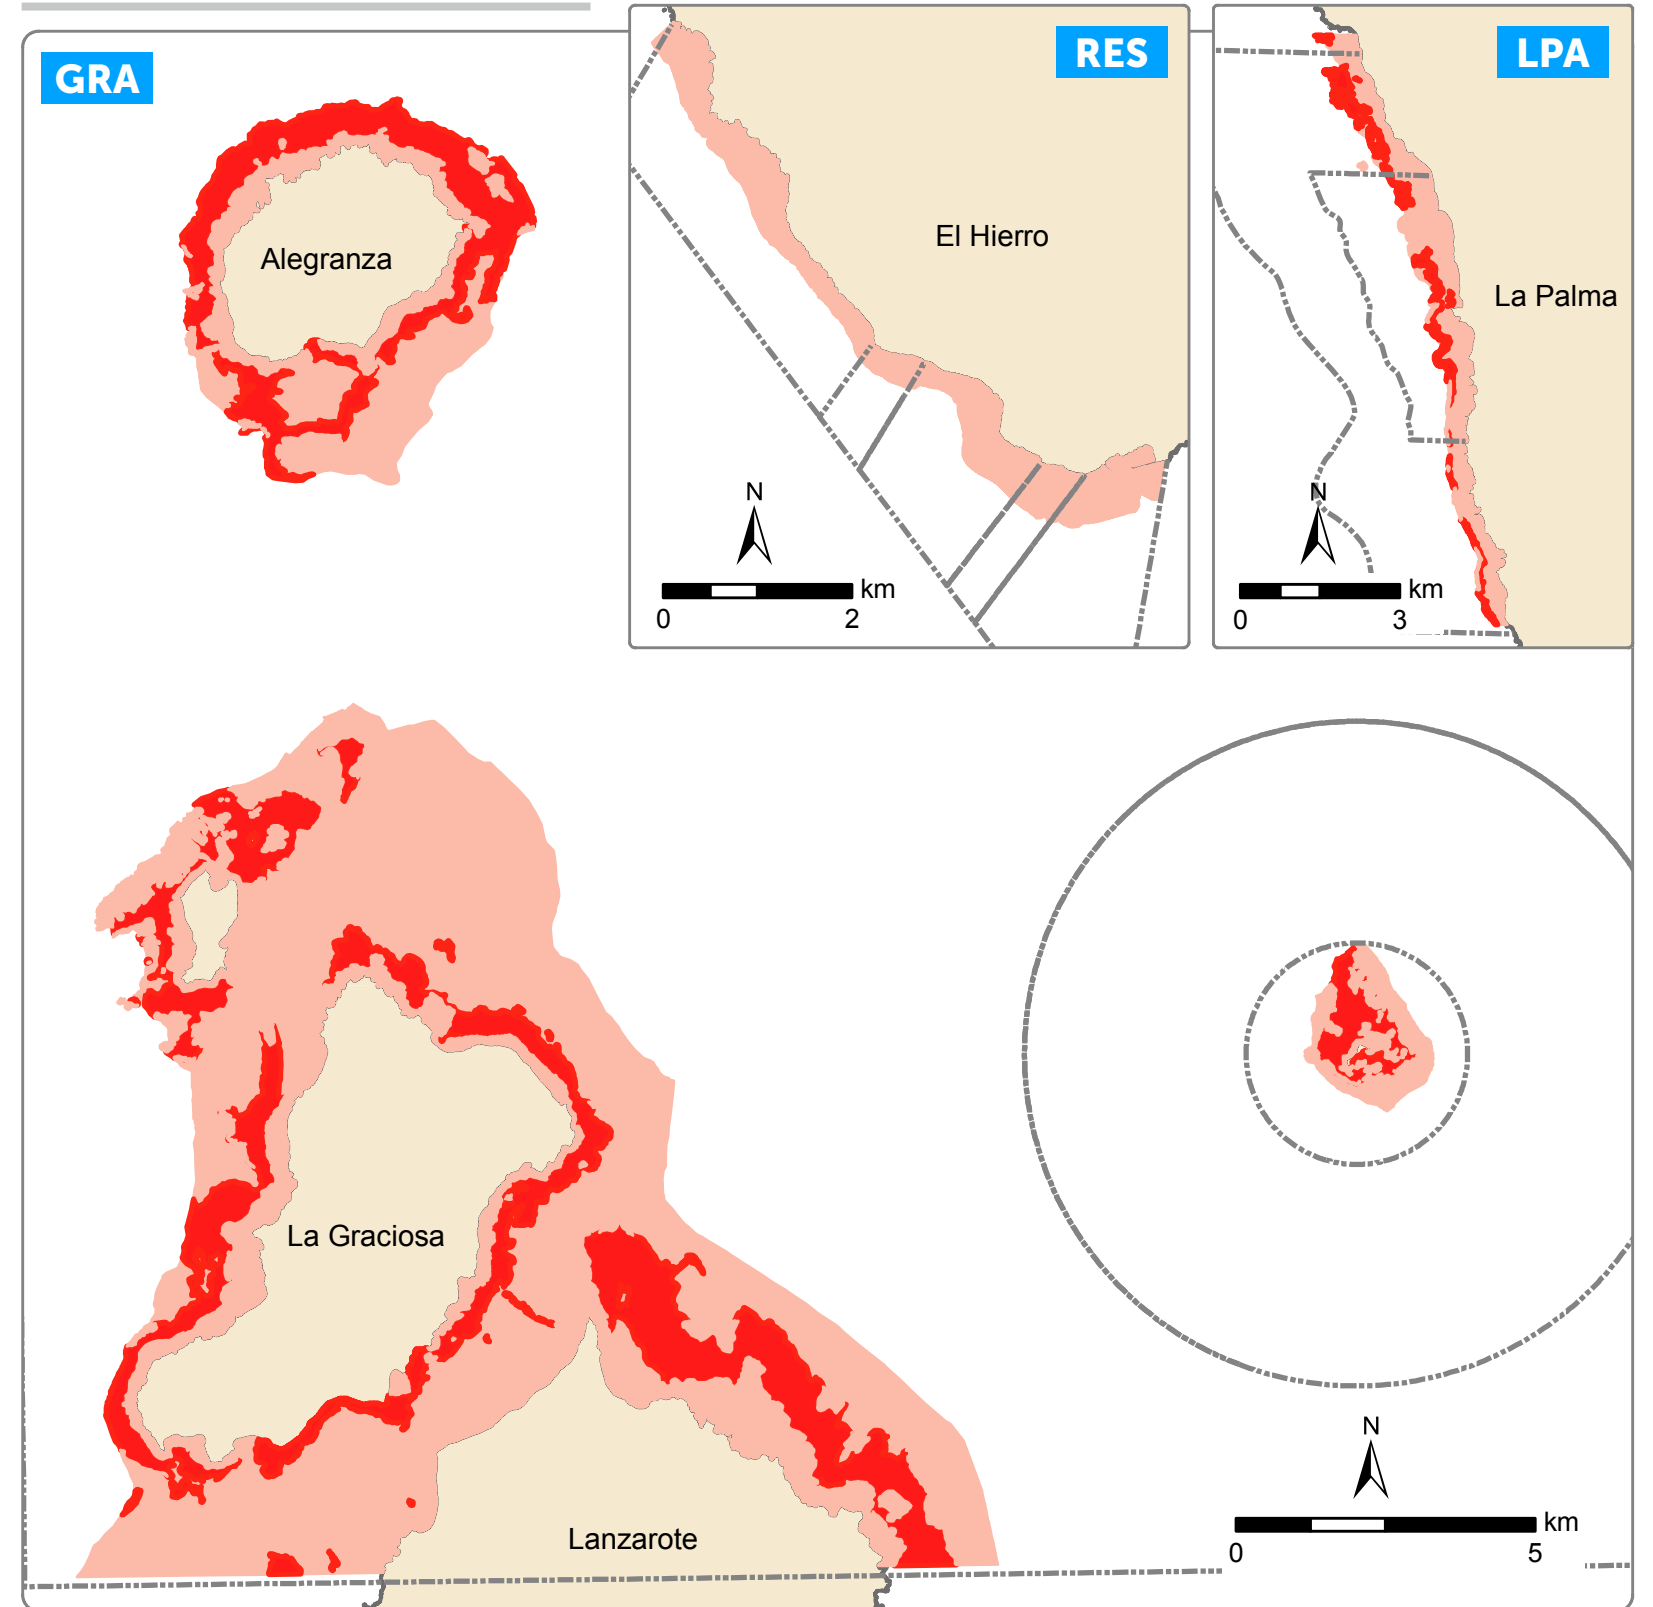 GRA
Alegranza
RES
El Hierro
N
km
0
2
LPA
La Palma
N
km
0
3
La Graciosa
Lanzarote
N
km
0
5